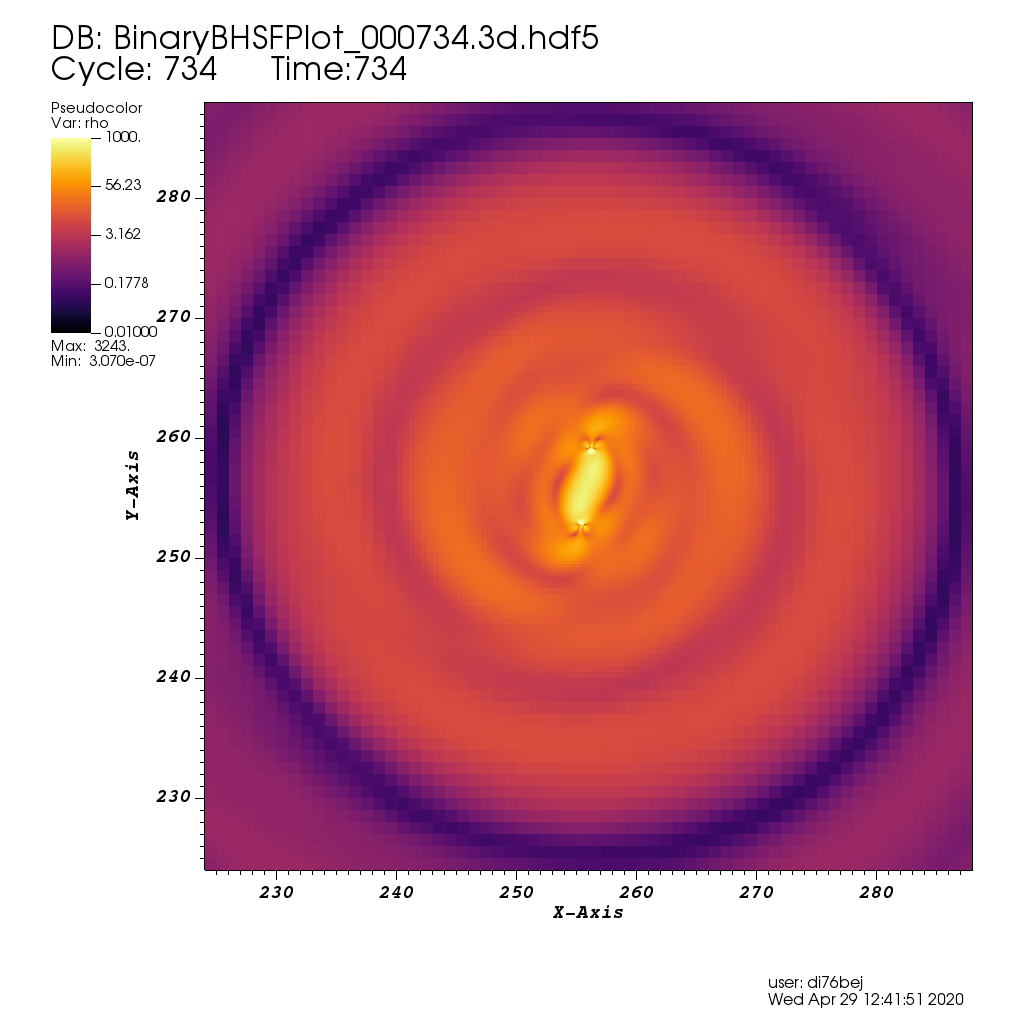 DB: BinaryBHSFPlot_000734.3d.hdf5
Cycle: 734 Time:734
Pseudocolor
Var: rho
1000.
56.23
3.162
0.1778
0.01000
Max: 3243.
Min: 3.070e-07
280
270
260
250
240
230
Y-Axis
230 240 250 260 270 280
X-Axis
user: di76bej
Wed Apr 29 12:41:51 2020